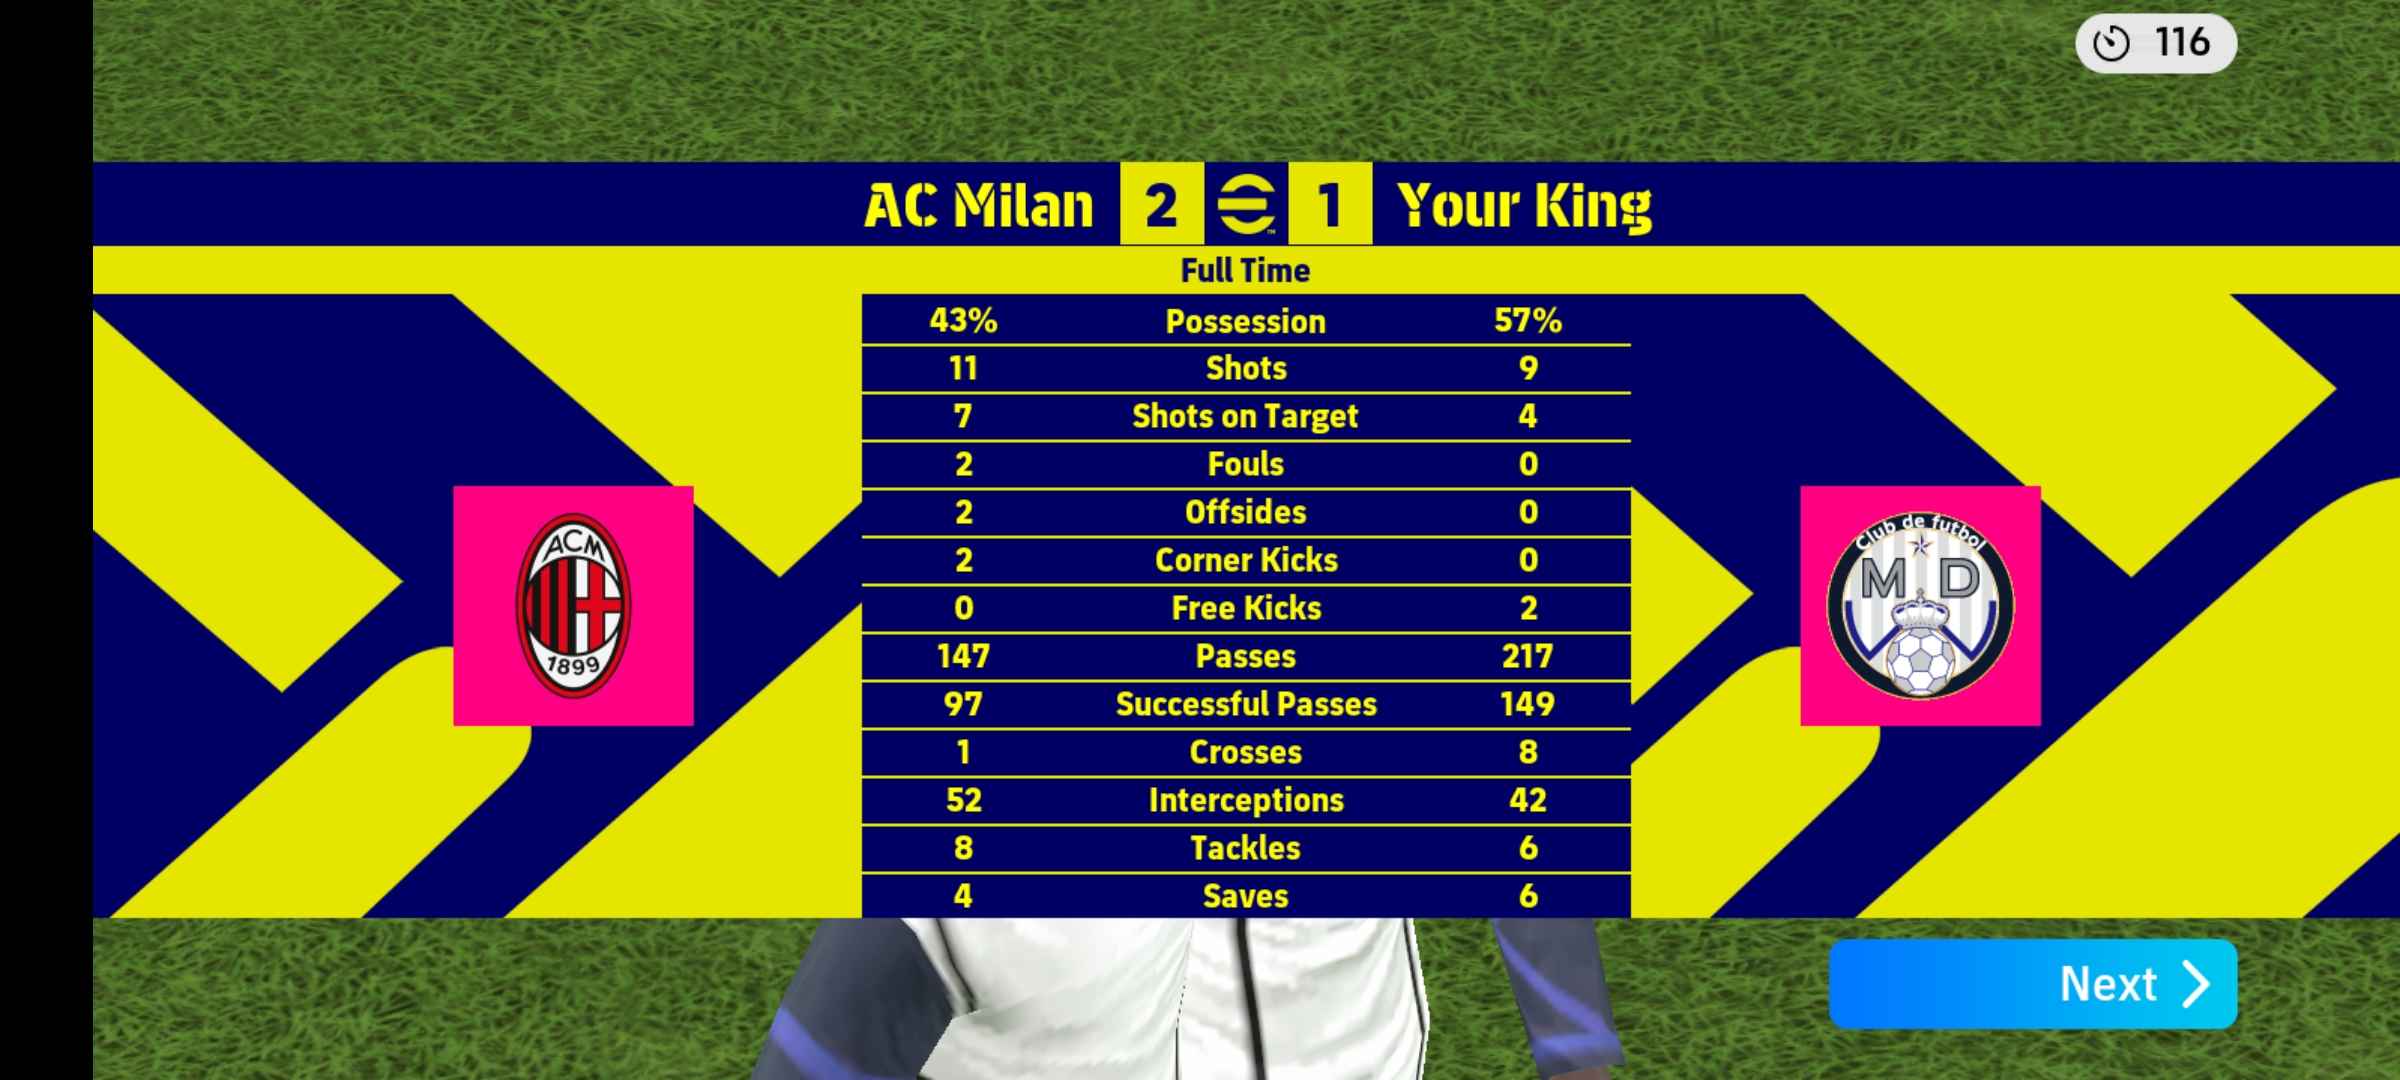 116
AC Milan 2 1 Your King
Full Time
43% Possession 57%
11 Shots 9
7 Shots on Target 4
2 Fouls 0
2 Offsides 0
2 Corner Kicks 0
0 Free Kicks 2
147 Passes 217
97 Successful Passes 149
1 Crosses 8
52 Interceptions 42
8 Tackles 6
4 Saves 6
ACM
1899
Club de futbol
M D
Next